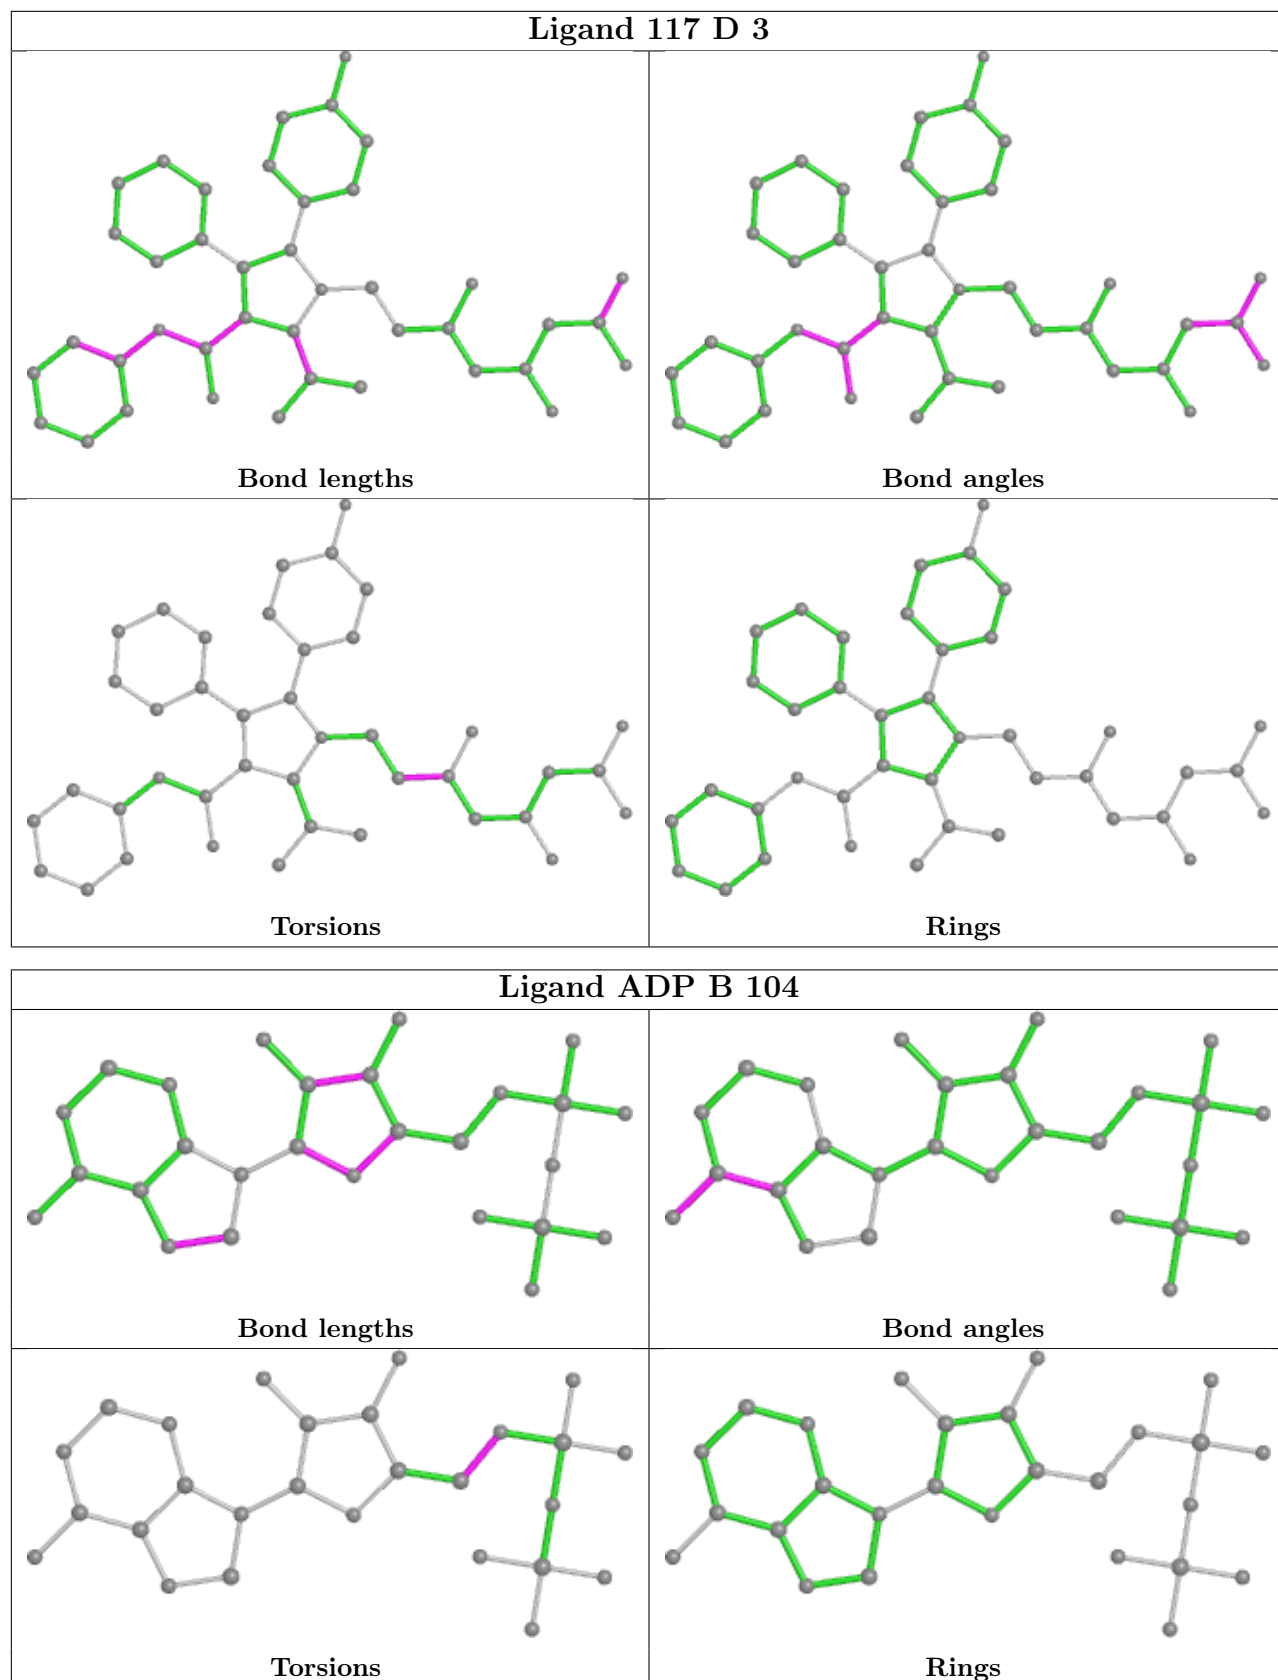 Ligand 117 D 3
Bond lengths
Bond angles
Torsions
Rings
Ligand ADP B 104
Bond lengths
Bond angles
Torsions
Rings